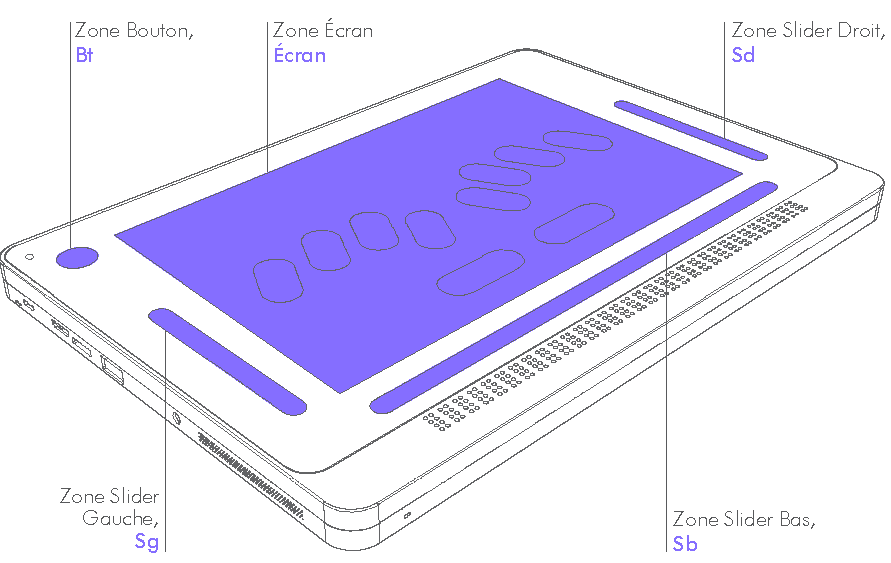 Zone Bouton,
Bt
Zone Écran
Écran
Zone Slider Droit,
Sd
Zone Slider
Gauche,
Sg
Zone Slider Bas,
Sb